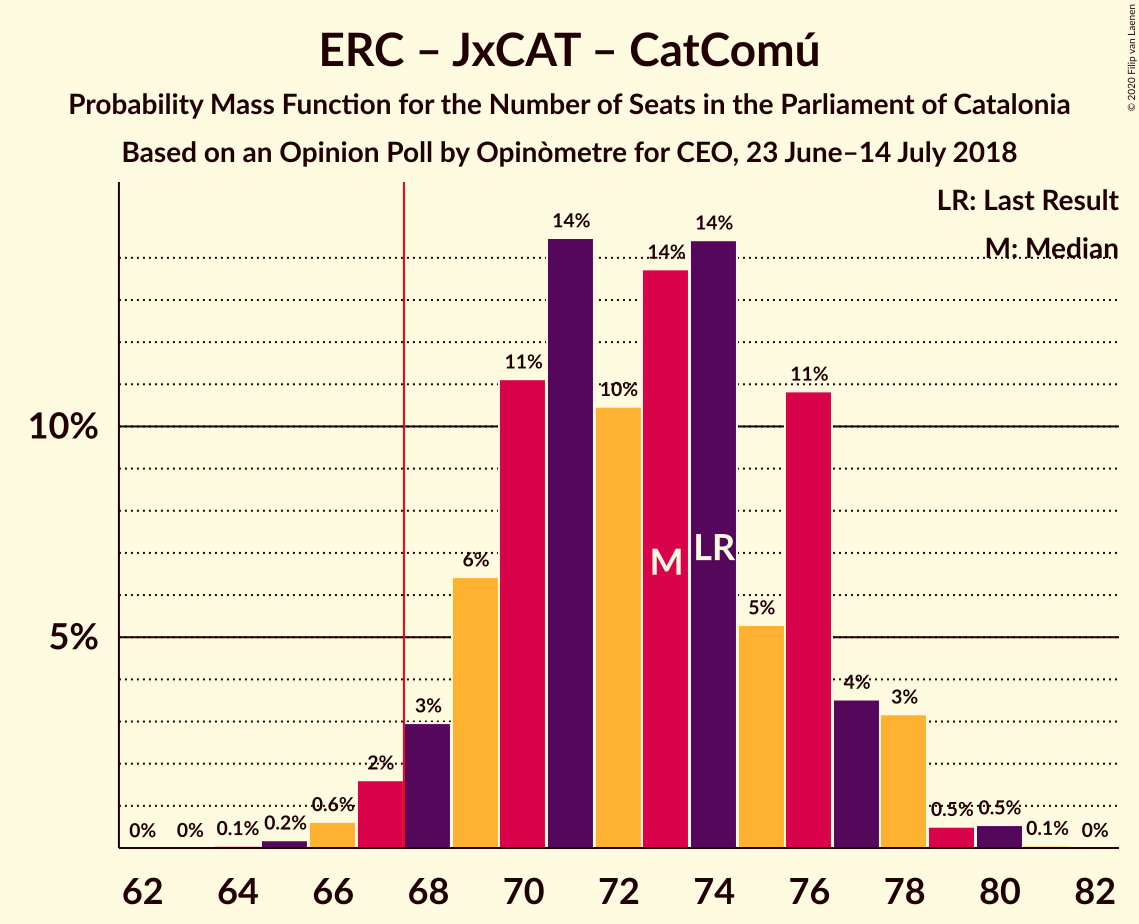 ERC – JxCAT – CatComú
Probability Mass Function for the Number of Seats in the Parliament of Catalonia
Based on an Opinion Poll by Opinòmetre for CEO, 23 June–14 July 2018
© 2020 Filip van Laenen
LR: Last Result
M: Median
10%
5%
0%
0%
0.1%
0.2%
0.6%
2%
3%
6%
11%
14%
10%
14%
14%
5%
11%
4%
3%
0.5%
0.5%
0.1%
0%
M
LR
62 64 66 68 70 72 74 76 78 80 82